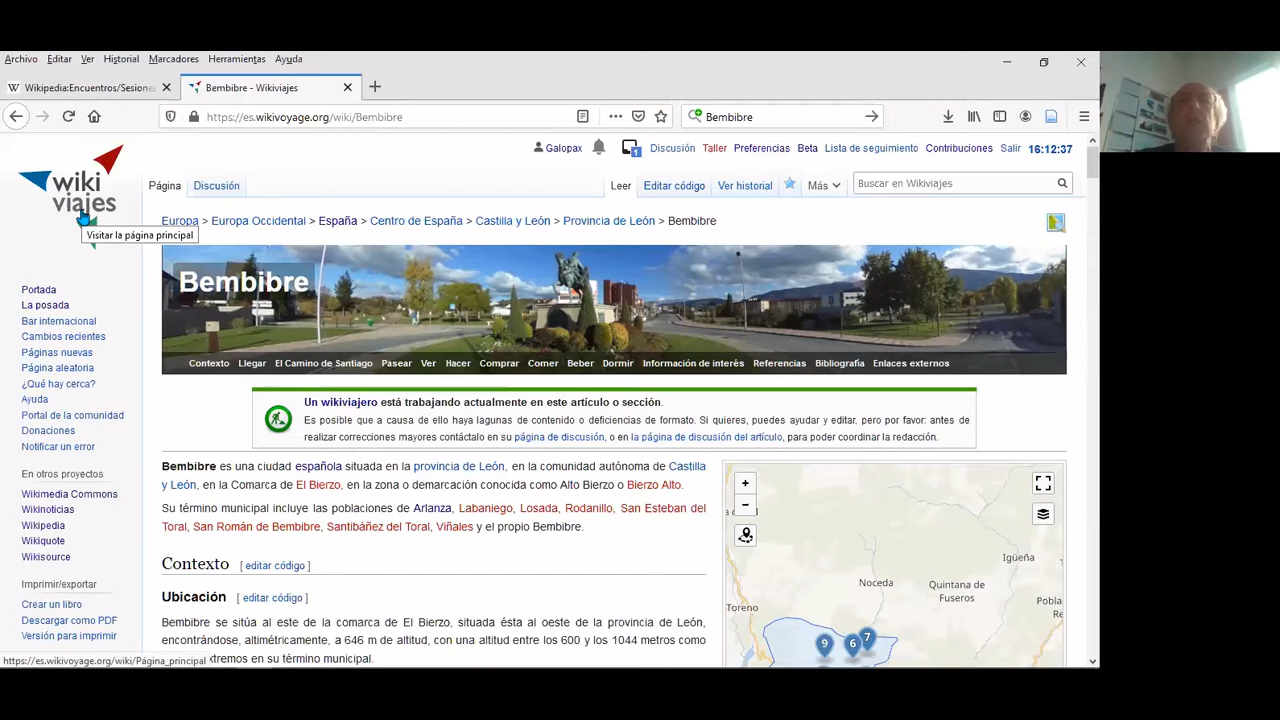 Archivo Editar Ver Historial Marcadores Herramientas Ayuda
W Wikipedia:Encuentros/Sesione
Bembibre - Wikiviajes
https://es.wikivoyage.org/wiki/Bembibre
Bembibre
Galopax 1 Discusión Taller Preferencias Beta Lista de seguimiento Contribuciones Salir 16:12:37
wiki
viajes
Visitar la página principal
Página Discusión Leer Editar código Ver historial Más Buscar en Wikiviajes
Europa > Europa Occidental > España > Centro de España > Castilla y León > Provincia de León > Bembibre
Bembibre
Contexto Llegar El Camino de Santiago Pasear Ver Hacer Comprar Comer Beber Dormir Información de interés Referencias Bibliografía Enlaces externos
Portada
La posada
Bar internacional
Cambios recientes
Páginas nuevas
Página aleatoria
¿Qué hay cerca?
Ayuda
Portal de la comunidad
Donaciones
Notificar un error
En otros proyectos
Wikimedia Commons
Wikinoticias
Wikipedia
Wikiquote
Wikisource
Imprimir/exportar
Crear un libro
Descargar como PDF
Versión para imprimir
https://es.wikivoyage.org/wiki/Página_principal
Un wikiviajero está trabajando actualmente en este artículo o sección.
Es posible que a causa de ello haya lagunas de contenido o deficiencias de formato. Si quieres, puedes ayudar y editar, pero por favor: antes de
realizar correcciones mayores contáctalo en su página de discusión, o en la página de discusión del artículo, para poder coordinar la redacción.
Bembibre es una ciudad española situada en la provincia de León, en la comunidad autónoma de Castilla
y León, en la Comarca de El Bierzo, en la zona o demarcación conocida como Alto Bierzo o Bierzo Alto.
Su término municipal incluye las poblaciones de Arlanza, Labaniego, Losada, Rodanillo, San Esteban del
Toral, San Román de Bembibre, Santibáñez del Toral, Viñales y el propio Bembibre.
Contexto [ editar código ]
Ubicación [ editar código ]
Bembibre se sitúa al este de la comarca de El Bierzo, situada ésta al oeste de la provincia de León,
encontrándose, altimétricamente, a 646 m de altitud, con una altitud entre los 600 y los 1044 metros como
xtremos en su término municipal.
+
−
Igüeña
Noceda
Quintana de
Fuseros
Pobla
de l
Toreno
9 6 7